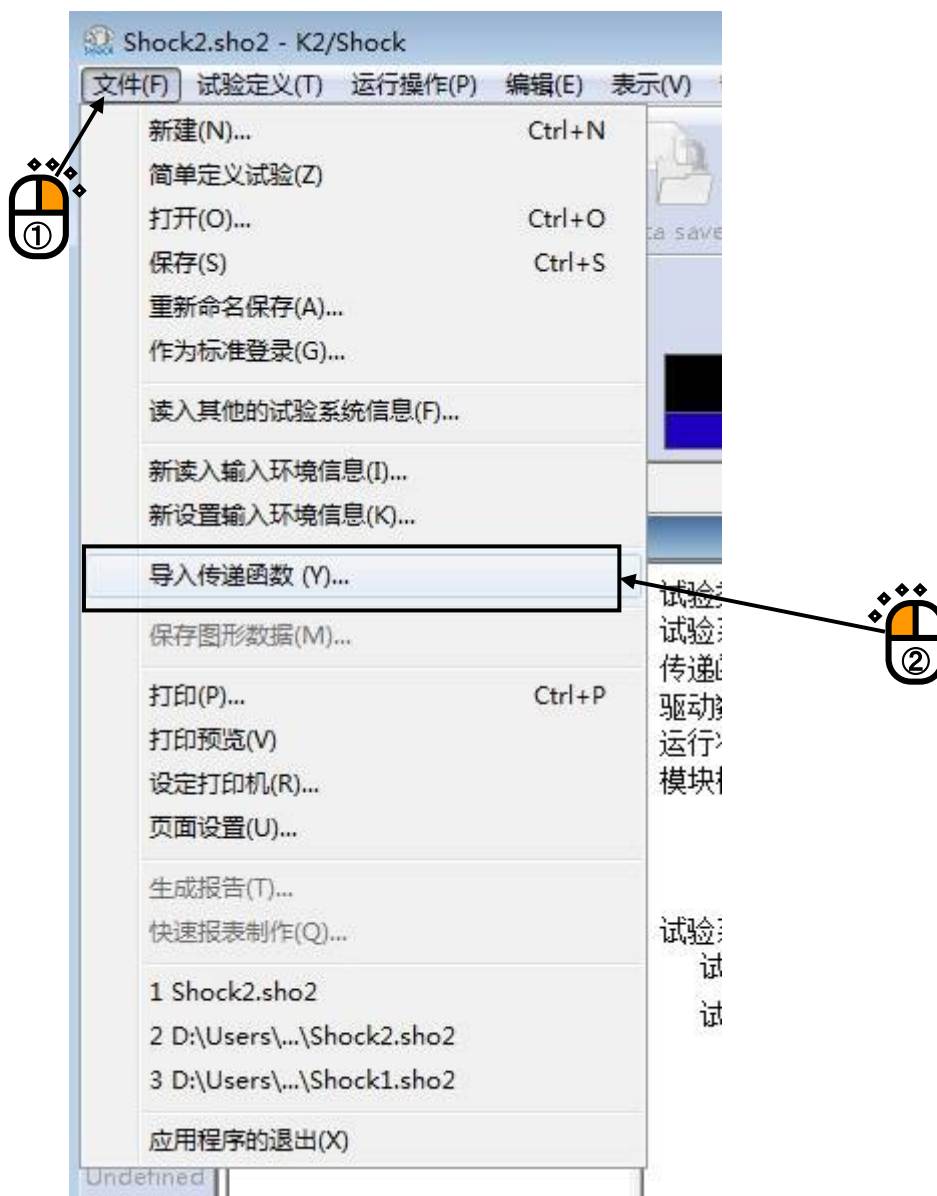 Shock2.sho2 - K2/Shock
文件(F) 试验定义(T) 运行操作(P) 编辑(E) 表示(V)
新建(N)... Ctrl+N
简单定义试验(Z)
打开(O)... Ctrl+O
保存(S) Ctrl+S
重新命名保存(A)...
作为标准登录(G)...
读入其他的试验系统信息(F)...
新读入输入环境信息(I)...
新设置输入环境信息(K)...
导入传递函数 (Y)...
保存图形数据(M)...
打印(P)... Ctrl+P
打印预览(V)
设定打印机(R)...
页面设置(U)...
生成报告(T)...
快速报表制作(Q)...
1 Shock2.sho2
2 D:\Users\...\Shock2.sho2
3 D:\Users\...\Shock1.sho2
应用程序的退出(X)
①
②
ta save
试验
试验
传递
驱动
运行
模块
试验
试
试
Undefined